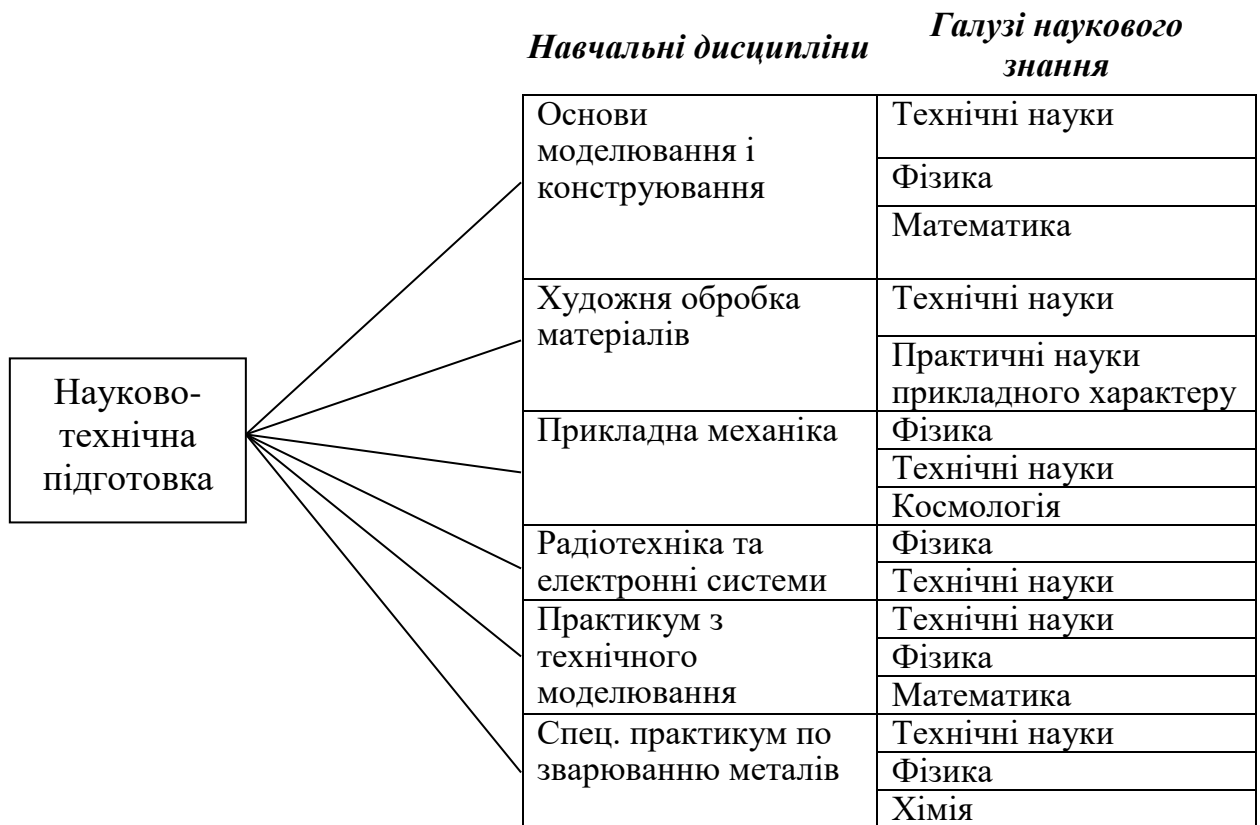 Навчальні дисципліни
Галузі наукового
знання
Науково-
технічна
підготовка
Основи
моделювання і
конструювання
Технічні науки
Фізика
Математика
Художня обробка
матеріалів
Технічні науки
Практичні науки
прикладного характеру
Прикладна механіка
Фізика
Технічні науки
Космологія
Радіотехніка та
електронні системи
Фізика
Технічні науки
Практикум з
технічного
моделювання
Технічні науки
Фізика
Математика
Спец. практикум по
зварюванню металів
Технічні науки
Фізика
Хімія